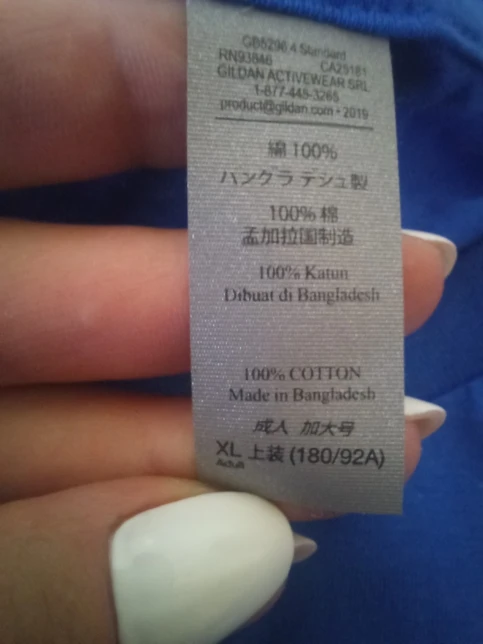 GB5296.4 Standard
RN93846 CA25181
GILDAN ACTIVEWEAR SRL
1-877-445-3265
product@gildan.com • 2019
綿 100%
バングラデシュ製
100% 棉
孟加拉国制造
100% Katun
Dibuat di Bangladesh
100% COTTON
Made in Bangladesh
成人 加大号
XL 上装 (180/92A)
Adult